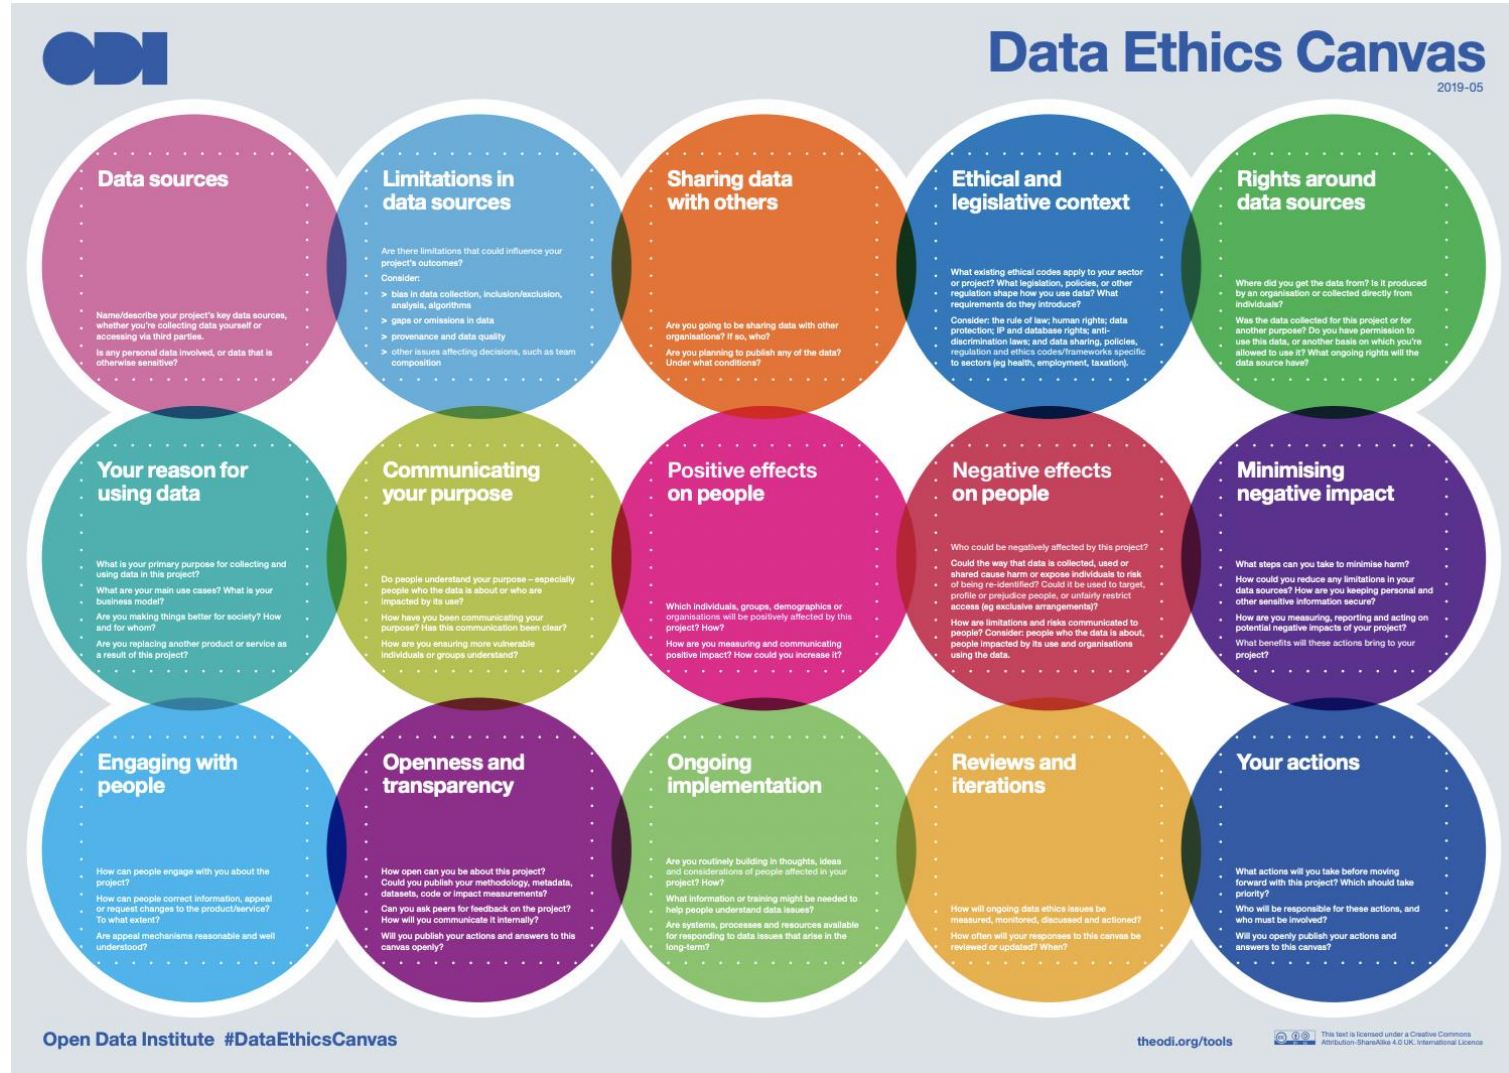 ODI
Data Ethics Canvas
2019-05
Data sources
Name/describe your project's key data sources,
whether you're collecting data yourself or
accessing via third parties.
Is any personal data involved, or data that is
otherwise sensitive?
Limitations in
data sources
Are there limitations that could influence your
project's outcomes?
Consider:
> bias in data collection, inclusion/exclusion,
analysis, algorithms
> gaps or omissions in data
> provenance and data quality
> other issues affecting decisions, such as team
composition
Sharing data
with others
Are you going to be sharing data with other
organisations? If so, who?
Are you planning to publish any of the data?
Under what conditions?
Ethical and
legislative context
What existing ethical codes apply to your sector
or project? What legislation, policies, or other
regulation shape how you use data? What
requirements do they introduce?
Consider: the rule of law; human rights; data
protection; IP and database rights; anti-
discrimination laws; and data sharing, policies,
regulation and ethics codes/frameworks specific
to sectors (eg health, employment, taxation).
Rights around
data sources
Where did you get the data from? Is it produced
by an organisation or collected directly from
individuals?
Was the data collected for this project or for
another purpose? Do you have permission to
use this data, or another basis on which you're
allowed to use it? What ongoing rights will the
data source have?
Your reason for
using data
What is your primary purpose for collecting and
using data in this project?
What are your main use cases? What is your
business model?
Are you making things better for society? How
and for whom?
Are you replacing another product or service as
a result of this project?
Communicating
your purpose
Do people understand your purpose – especially
people who the data is about or who are
impacted by its use?
How have you been communicating your
purpose? Has this communication been clear?
How are you ensuring more vulnerable
individuals or groups understand?
Positive effects
on people
Which individuals, groups, demographics or
organisations will be positively affected by this
project? How?
How are you measuring and communicating
positive impact? How could you increase it?
Negative effects
on people
Who could be negatively affected by this project?
Could the way that data is collected, used or
shared cause harm or expose individuals to risk
of being re-identified? Could it be used to target,
profile or prejudice people, or unfairly restrict
access (eg exclusive arrangements)?
How are limitations and risks communicated to
people? Consider: people who the data is about,
people impacted by its use and organisations
using the data.
Minimising
negative impact
What steps can you take to minimise harm?
How could you reduce any limitations in your
data sources? How are you keeping personal and
other sensitive information secure?
How are you measuring, reporting and acting on
potential negative impacts of your project?
What benefits will these actions bring to your
project?
Engaging with
people
How can people engage with you about the
project?
How can people correct information, appeal
or request changes to the product/service?
To what extent?
Are appeal mechanisms reasonable and well
understood?
Openness and
transparency
How open can you be about this project?
Could you publish your methodology, metadata,
datasets, code or impact measurements?
Can you ask peers for feedback on the project?
How will you communicate it internally?
Will you publish your actions and answers to this
canvas openly?
Ongoing
implementation
Are you routinely building in thoughts, ideas
and considerations of people affected in your
project? How?
What information or training might be needed to
help people understand data issues?
Are systems, processes and resources available
for responding to data issues that arise in the
long-term?
Reviews and
iterations
How will ongoing data ethics issues be
measured, monitored, discussed and actioned?
How often will your responses to this canvas be
reviewed or updated? When?
Your actions
What actions will you take before moving
forward with this project? Which should take
priority?
Who will be responsible for these actions, and
who must be involved?
Will you openly publish your actions and
answers to this canvas?
Open Data Institute #DataEthicsCanvas
theodi.org/tools
This text is licensed under a Creative Commons
Attribution-ShareAlike 4.0 UK, International Licence